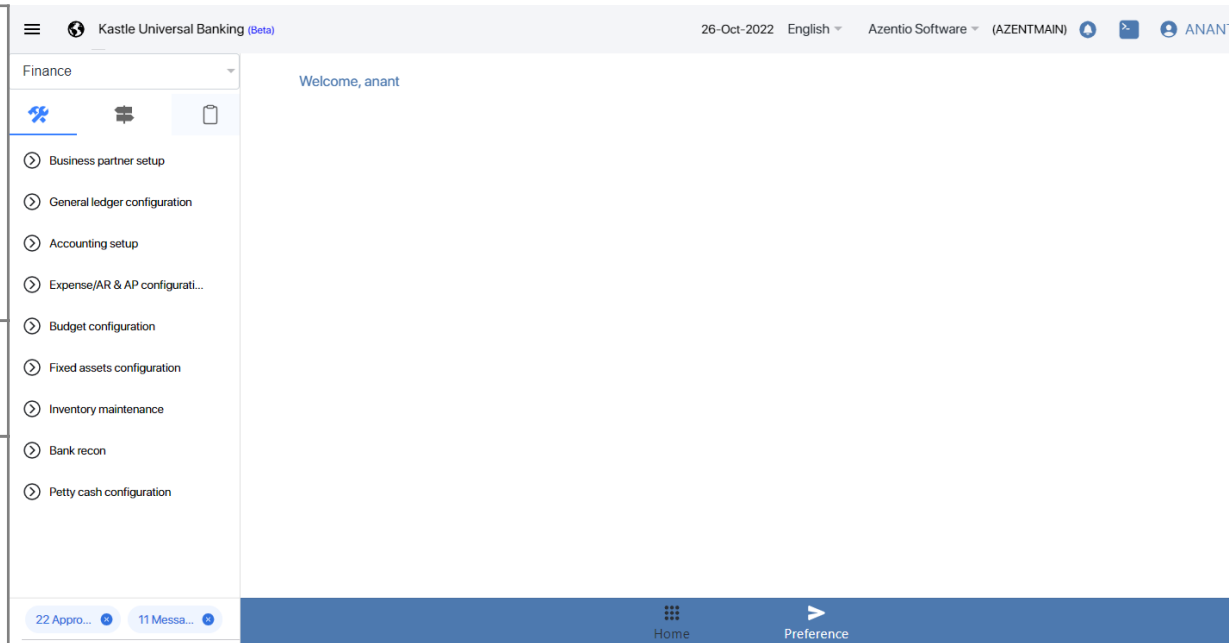 Kastle Universal Banking (Beta)
26-Oct-2022 English Azentio Software (AZENTMAIN) ANANT
Finance
Welcome, anant
Business partner setup
General ledger configuration
Accounting setup
Expense/AR & AP configurati...
Budget configuration
Fixed assets configuration
Inventory maintenance
Bank recon
Petty cash configuration
22 Appro... 11 Messa...
Home Preference